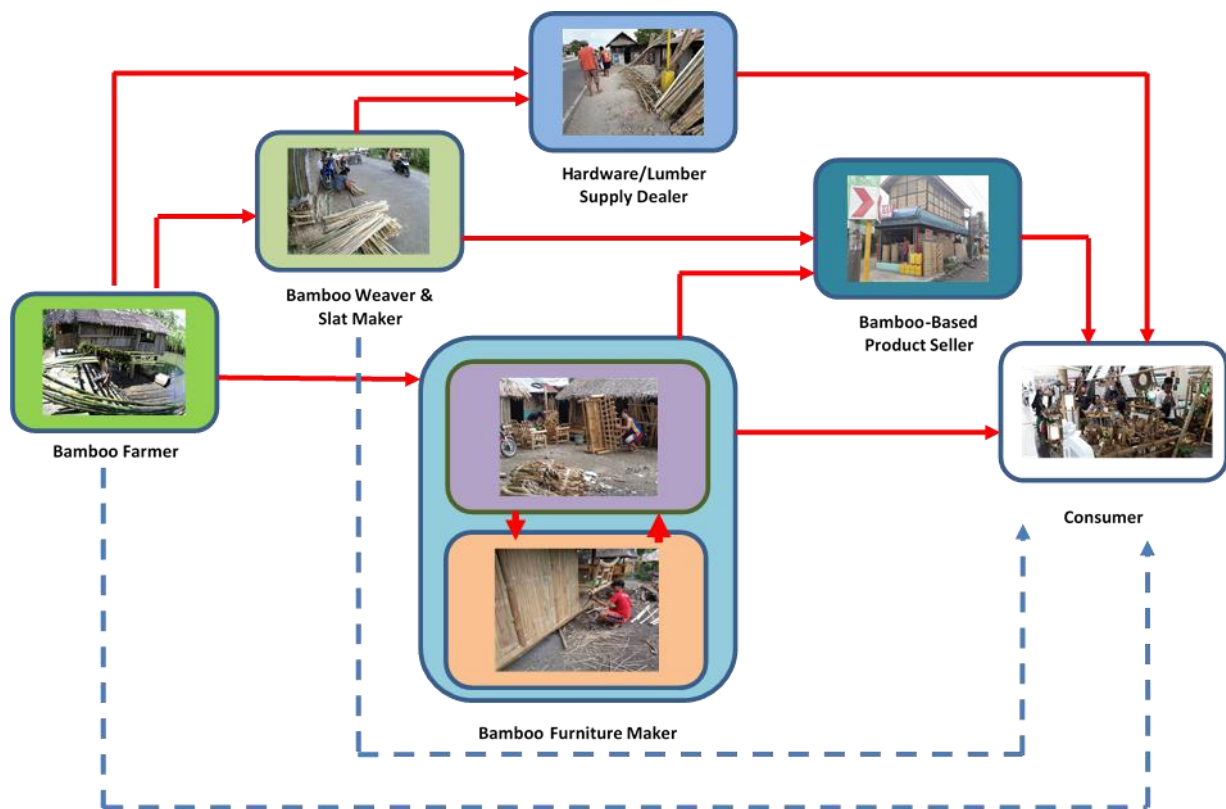 Hardware/Lumber
Supply Dealer
Bamboo Weaver &
Slat Maker
Bamboo-Based
Product Seller
Bamboo Farmer
Consumer
Bamboo Furniture Maker